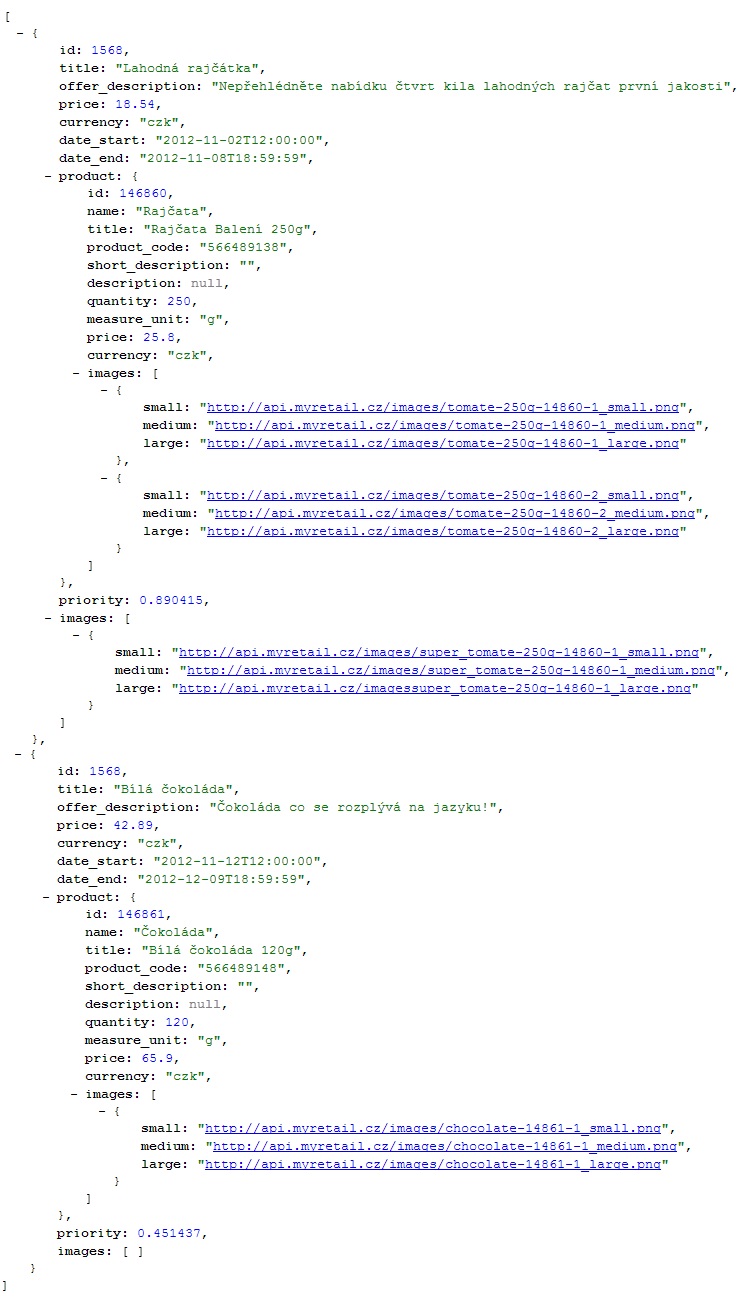 [
- {
id: 1568,
title: "Lahodná rajčátka",
offer_description: "Nepřehlédněte nabídku čtvrt kila lahodných rajčat první jakosti",
price: 18.54,
currency: "czk",
date_start: "2012-11-02T12:00:00",
date_end: "2012-11-08T18:59:59",
- product: {
id: 146860,
name: "Rajčata",
title: "Rajčata Balení 250g",
product_code: "566489138",
short_description: "",
description: null,
quantity: 250,
measure_unit: "g",
price: 25.8,
currency: "czk",
- images: [
- {
small: "http://api.myretail.cz/images/tomate-250g-14860-1_small.png",
medium: "http://api.myretail.cz/images/tomate-250g-14860-1_medium.png",
large: "http://api.myretail.cz/images/tomate-250g-14860-1_large.png"
},
- {
small: "http://api.myretail.cz/images/tomate-250g-14860-2_small.png",
medium: "http://api.myretail.cz/images/tomate-250g-14860-2_medium.png",
large: "http://api.myretail.cz/images/tomate-250g-14860-2_large.png"
}
]
},
priority: 0.890415,
- images: [
- {
small: "http://api.myretail.cz/images/super_tomate-250g-14860-1_small.png",
medium: "http://api.myretail.cz/images/super_tomate-250g-14860-1_medium.png",
large: "http://api.myretail.cz/imagessuper_tomate-250g-14860-1_large.png"
}
]
},
- {
id: 1568,
title: "Bílá čokoláda",
offer_description: "Čokoláda co se rozplývá na jazyku!",
price: 42.89,
currency: "czk",
date_start: "2012-11-12T12:00:00",
date_end: "2012-12-09T18:59:59",
- product: {
id: 146861,
name: "Čokoláda",
title: "Bílá čokoláda 120g",
product_code: "566489148",
short_description: "",
description: null,
quantity: 120,
measure_unit: "g",
price: 65.9,
currency: "czk",
- images: [
- {
small: "http://api.myretail.cz/images/chocolate-14861-1_small.png",
medium: "http://api.myretail.cz/images/chocolate-14861-1_medium.png",
large: "http://api.myretail.cz/images/chocolate-14861-1_large.png"
}
]
},
priority: 0.451437,
images: [ ]
}
]